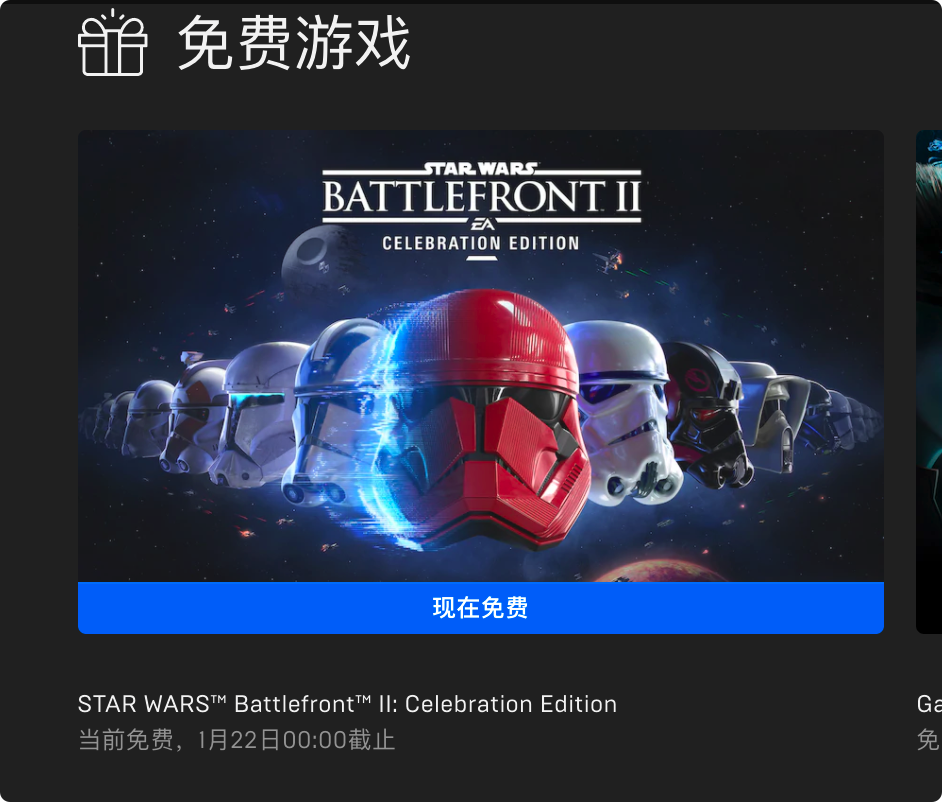 免费游戏
STAR WARS
BATTLEFRONT II
EA
CELEBRATION EDITION
现在免费
STAR WARS™ Battlefront™ II: Celebration Edition
当前免费，1月22日00:00截止
Ga
免